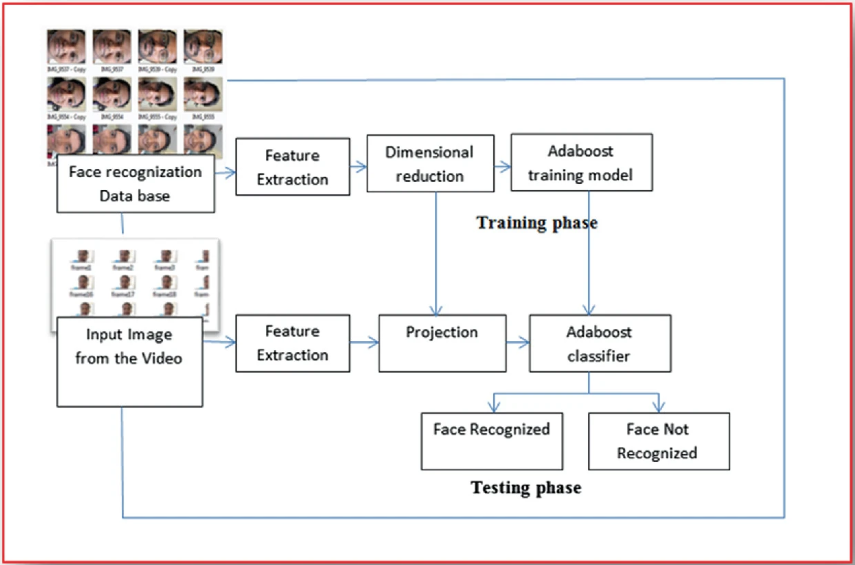 IMG_9537 - Copy IMG_9537 IMG_9539 - Copy IMG_9539
IMG_9554 - Copy IMG_9554 IMG_9555 - Copy IMG_9555
Face recognization
Data base
Feature
Extraction
Dimensional
reduction
Adaboost
training model
Training phase
frame1 frame2 frame3
frame16 frame17 frame18
Input Image
from the Video
Feature
Extraction
Projection
Adaboost
classifier
Face Recognized
Face Not
Recognized
Testing phase